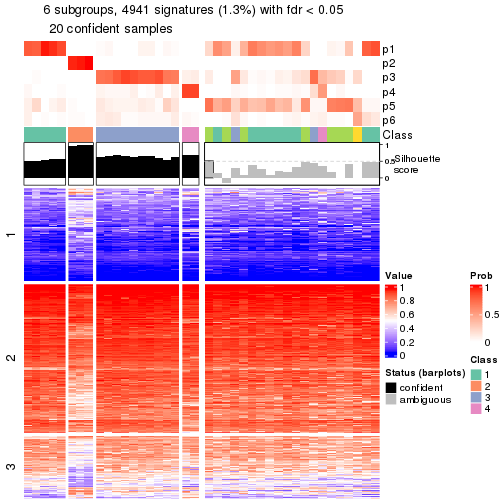 6 subgroups, 4941 signatures (1.3%) with fdr < 0.05
20 confident samples
p1
p2
p3
p4
p5
p6
Class
1
0.5
0
Silhouette
score
1
2
3
Value
1
0.8
0.6
0.4
0.2
0
Prob
1
0.5
0
Status (barplots)
confident
ambiguous
Class
1
2
3
4